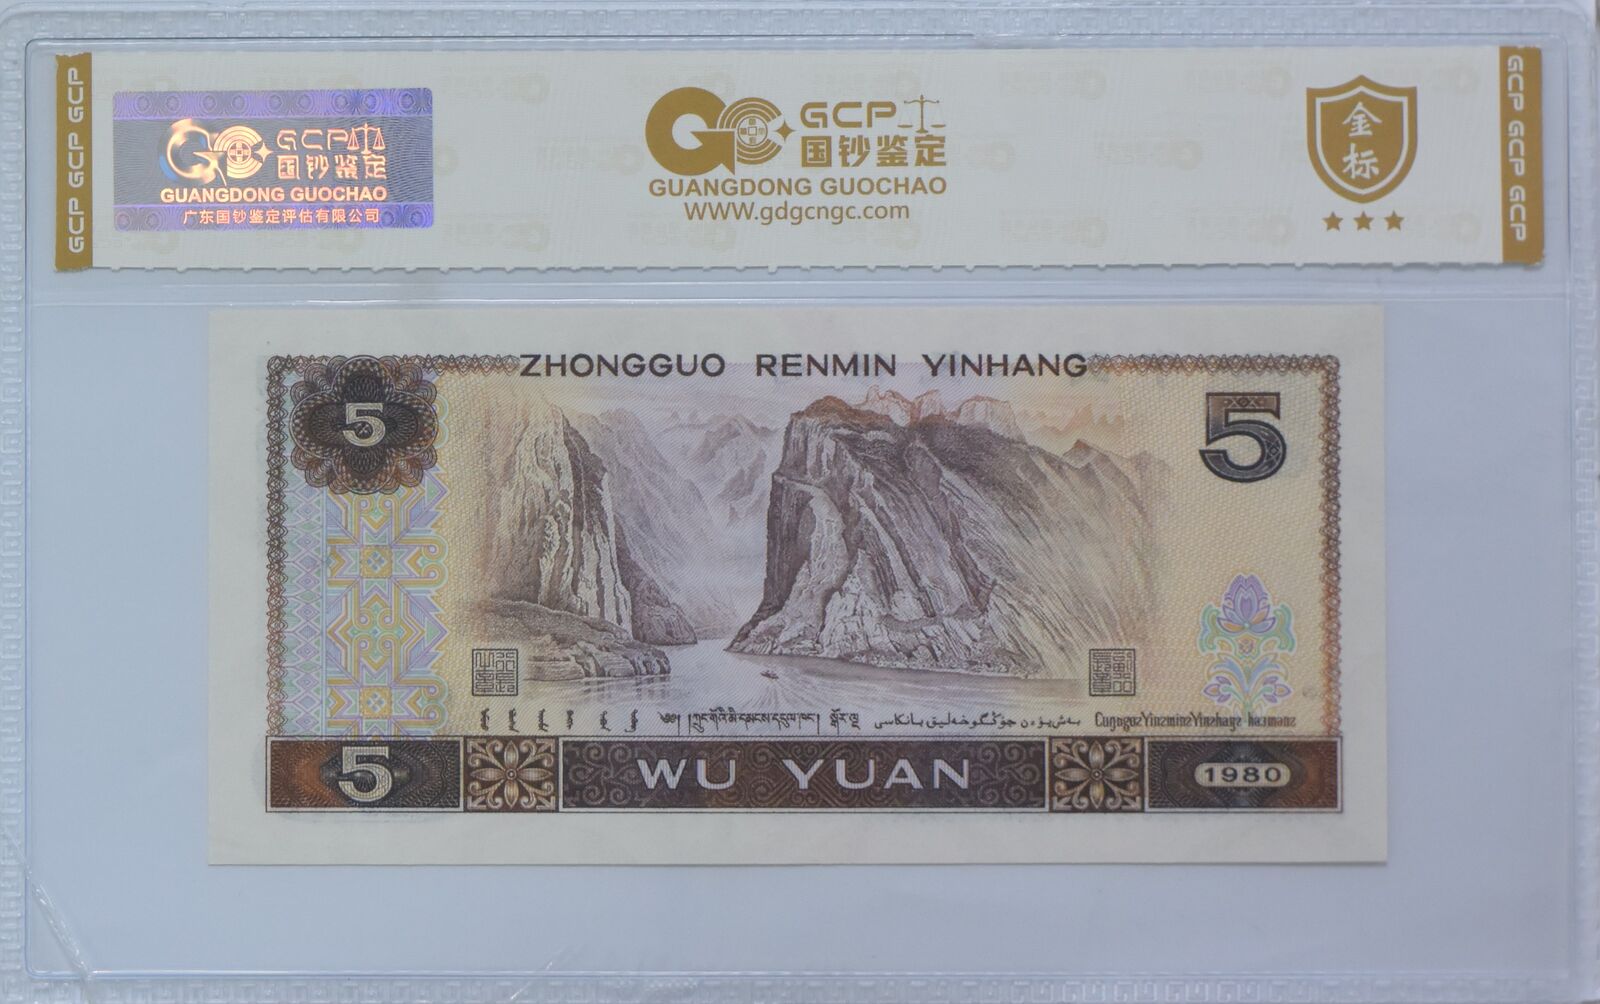 GCP GCP GCP
GCP
国钞鉴定
GUANGDONG GUOCHAO
广东国钞鉴定评估有限公司
GCP
国钞鉴定
GUANGDONG GUOCHAO
WWW.gdgcngc.com
金标
GCP GCP GCP
ZHONGGUO RENMIN YINHANG
5
5
5
WU YUAN
1980